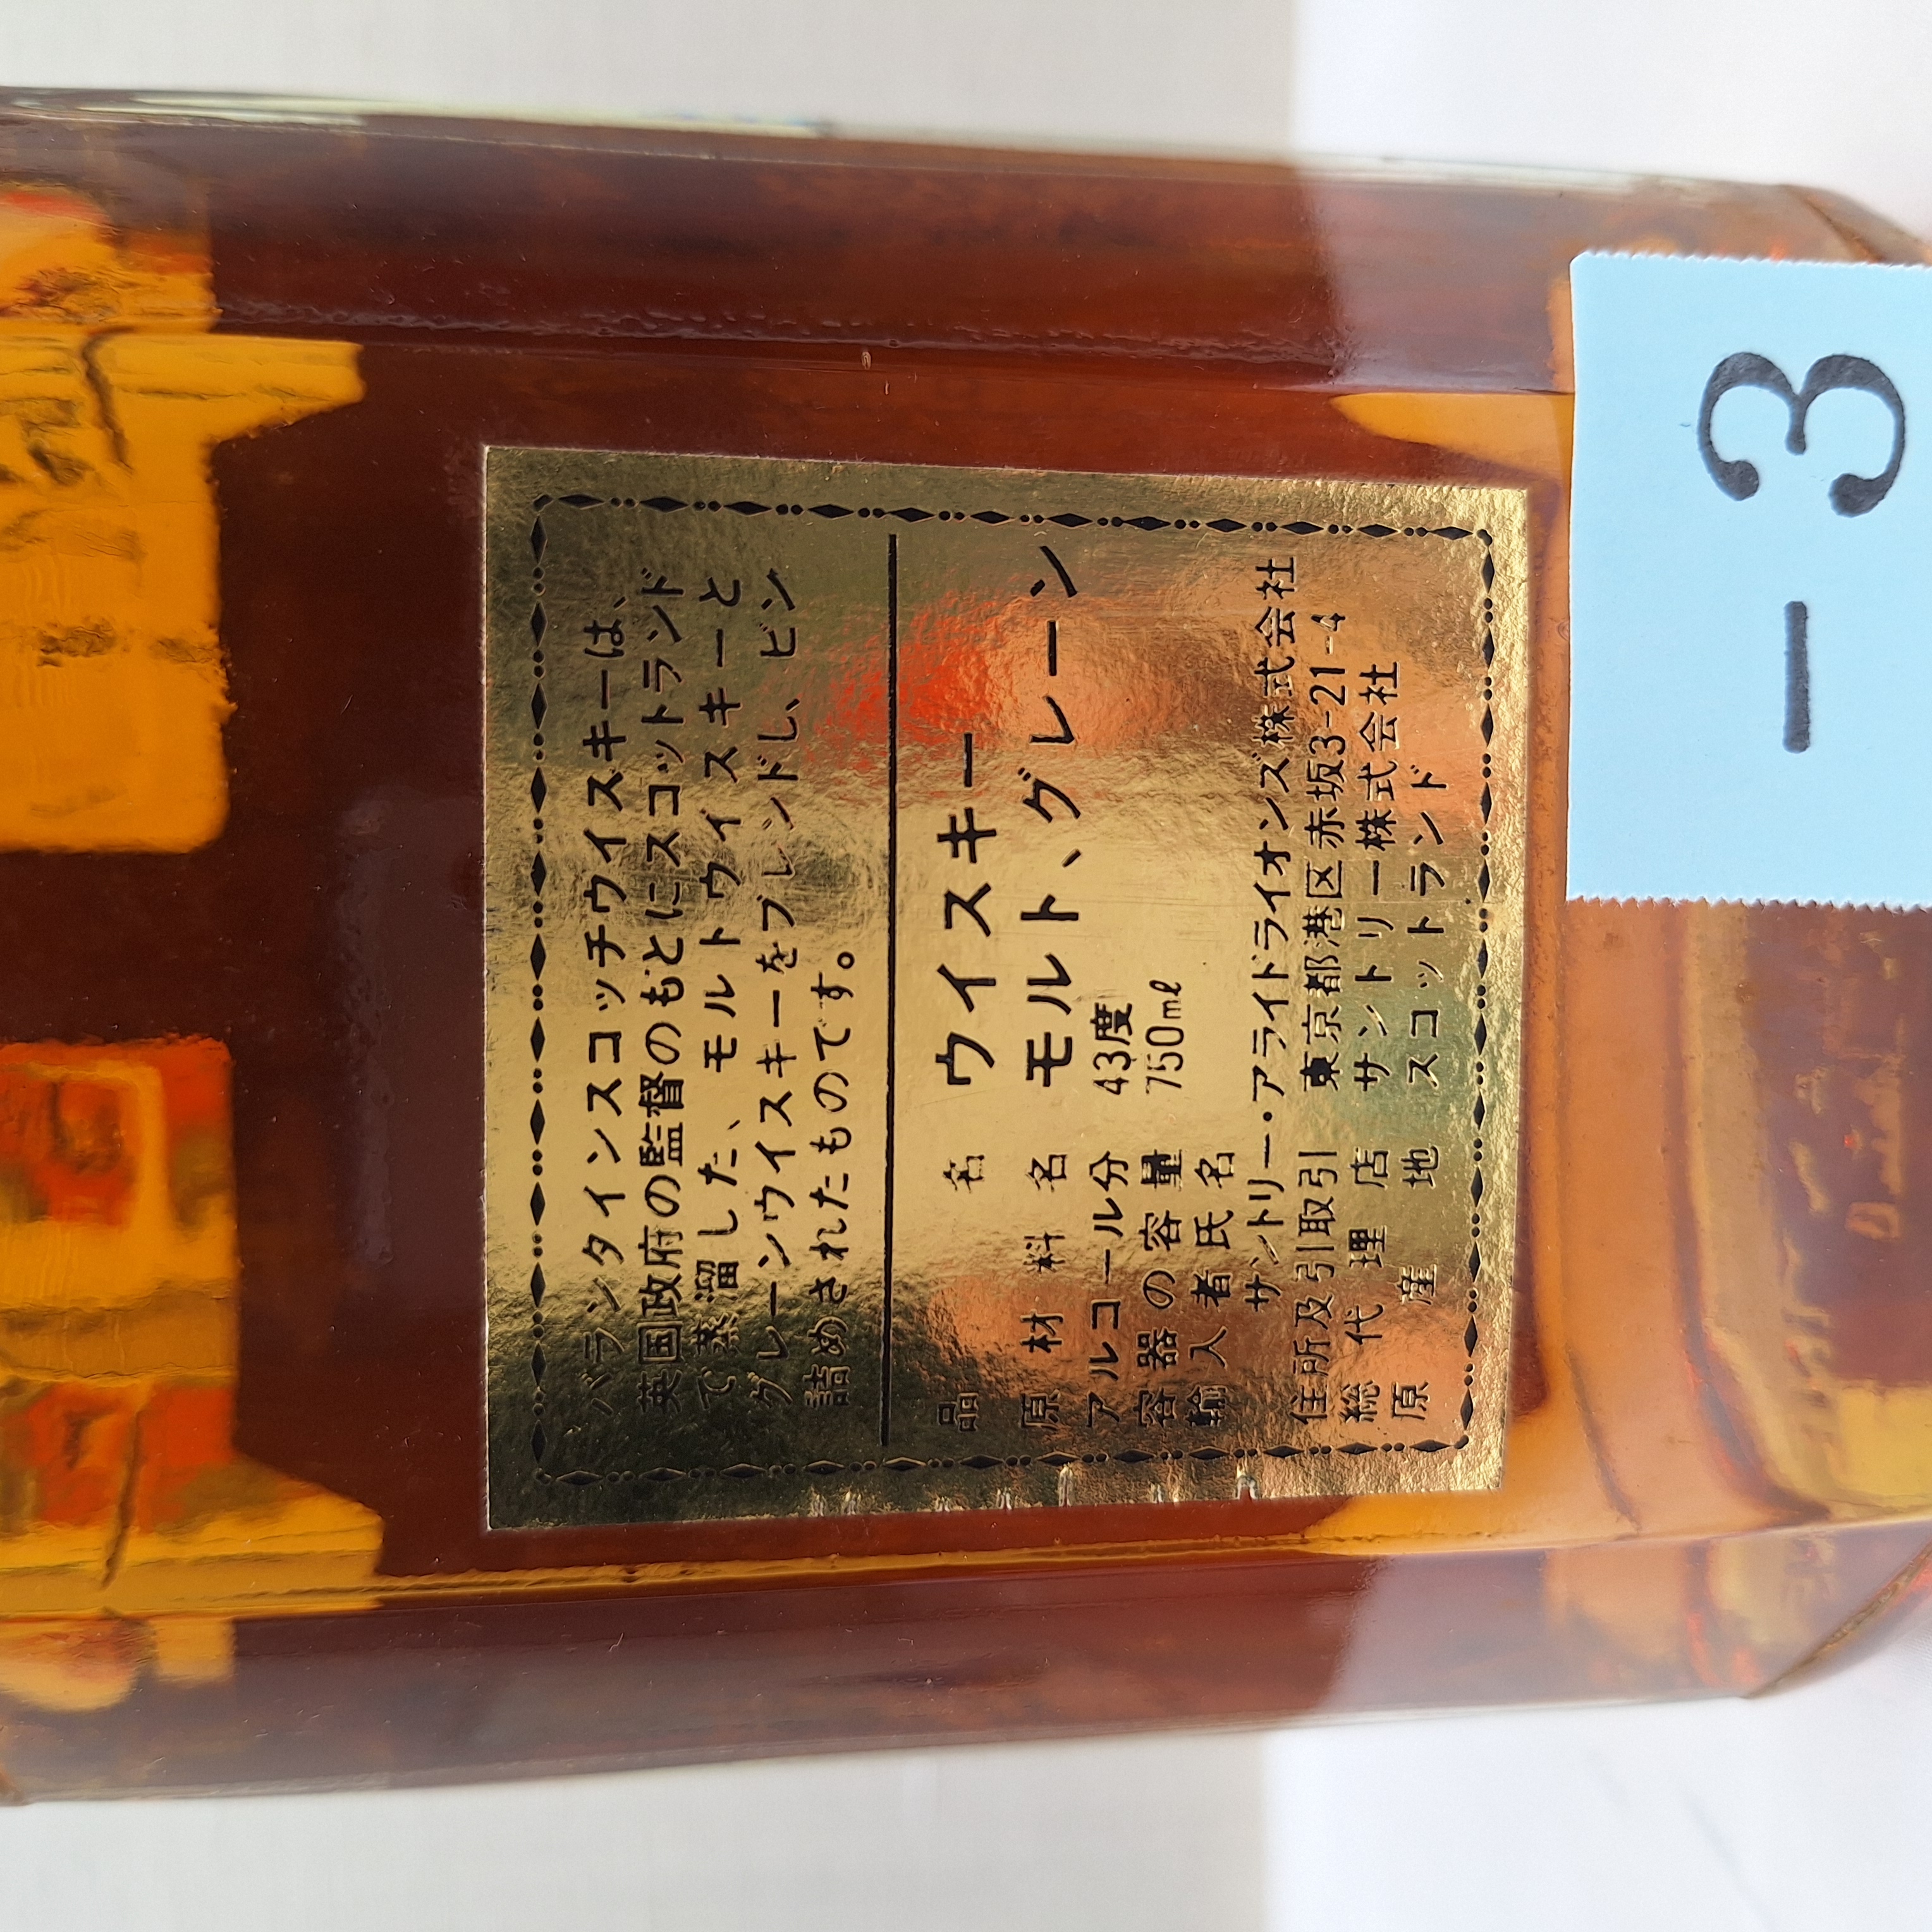 バランタインスコッチウイスキーは、
英国政府の監督のもとにスコットランド
で蒸溜した、モルトウイスキーと
グレーンウイスキーをブレンドし、ビン
詰めされたものです。
品名 ウイスキー
原材料名 モルト、グレーン
アルコール分 43度
容器の容量 750mℓ
輸入者氏名
サントリー・アライドライオンズ株式会社
住所及引取引 東京都港区赤坂3-21-4
総代理店 サントリー株式会社
原産地 スコットランド
-3